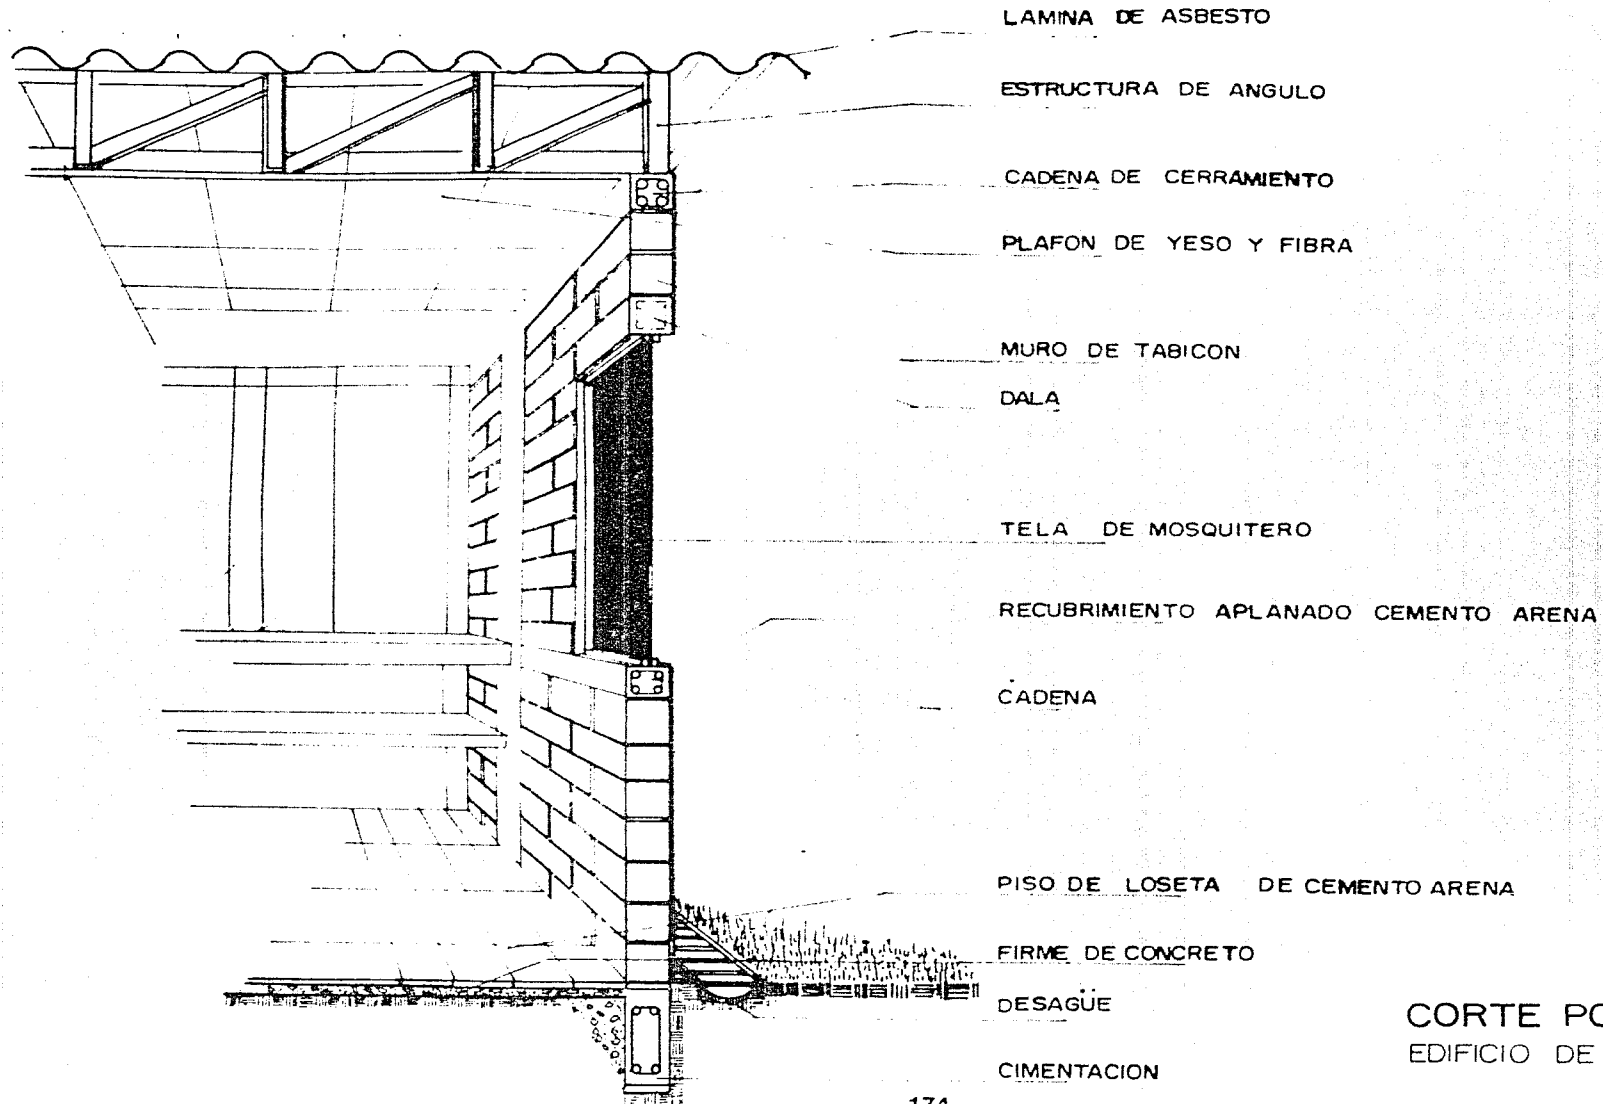 LAMINA DE ASBESTO
ESTRUCTURA DE ANGULO
CADENA DE CERRAMIENTO
PLAFON DE YESO Y FIBRA
MURO DE TABICON
DALA
TELA DE MOSQUITERO
RECUBRIMIENTO APLANADO CEMENTO ARENA
CADENA
PISO DE LOSETA DE CEMENTO ARENA
FIRME DE CONCRETO
DESAGÜE
CIMENTACION
CORTE PO
EDIFICIO DE
174